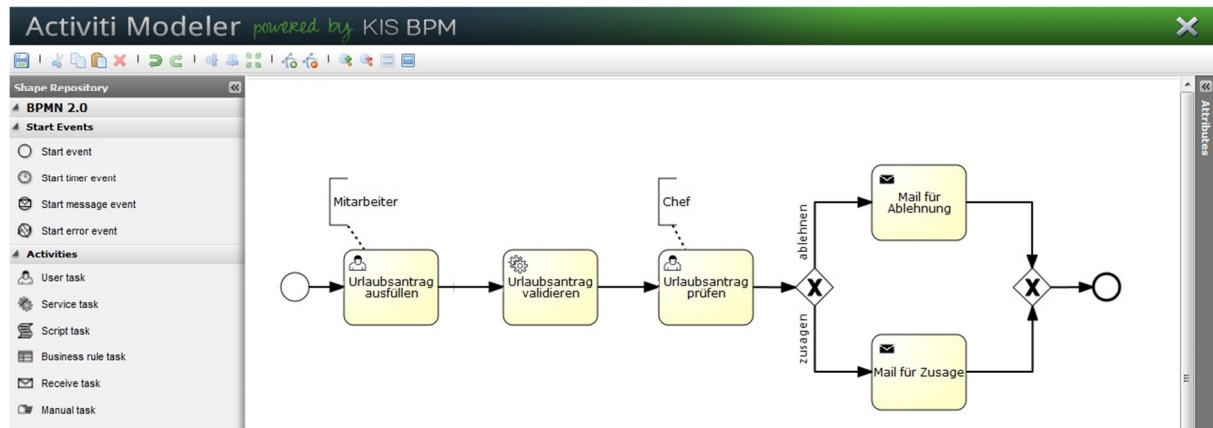 Activiti Modeler powered by KIS BPM
Shape Repository
BPMN 2.0
Start Events
Start event
Start timer event
Start message event
Start error event
Activities
User task
Service task
Script task
Business rule task
Receive task
Manual task
Mitarbeiter
Urlaubsantrag
ausfüllen
Urlaubsantrag
validieren
Chef
Urlaubsantrag
prüfen
ablehnen
zusagen
Mail für
Ablehnung
Mail für Zusage
Attributes